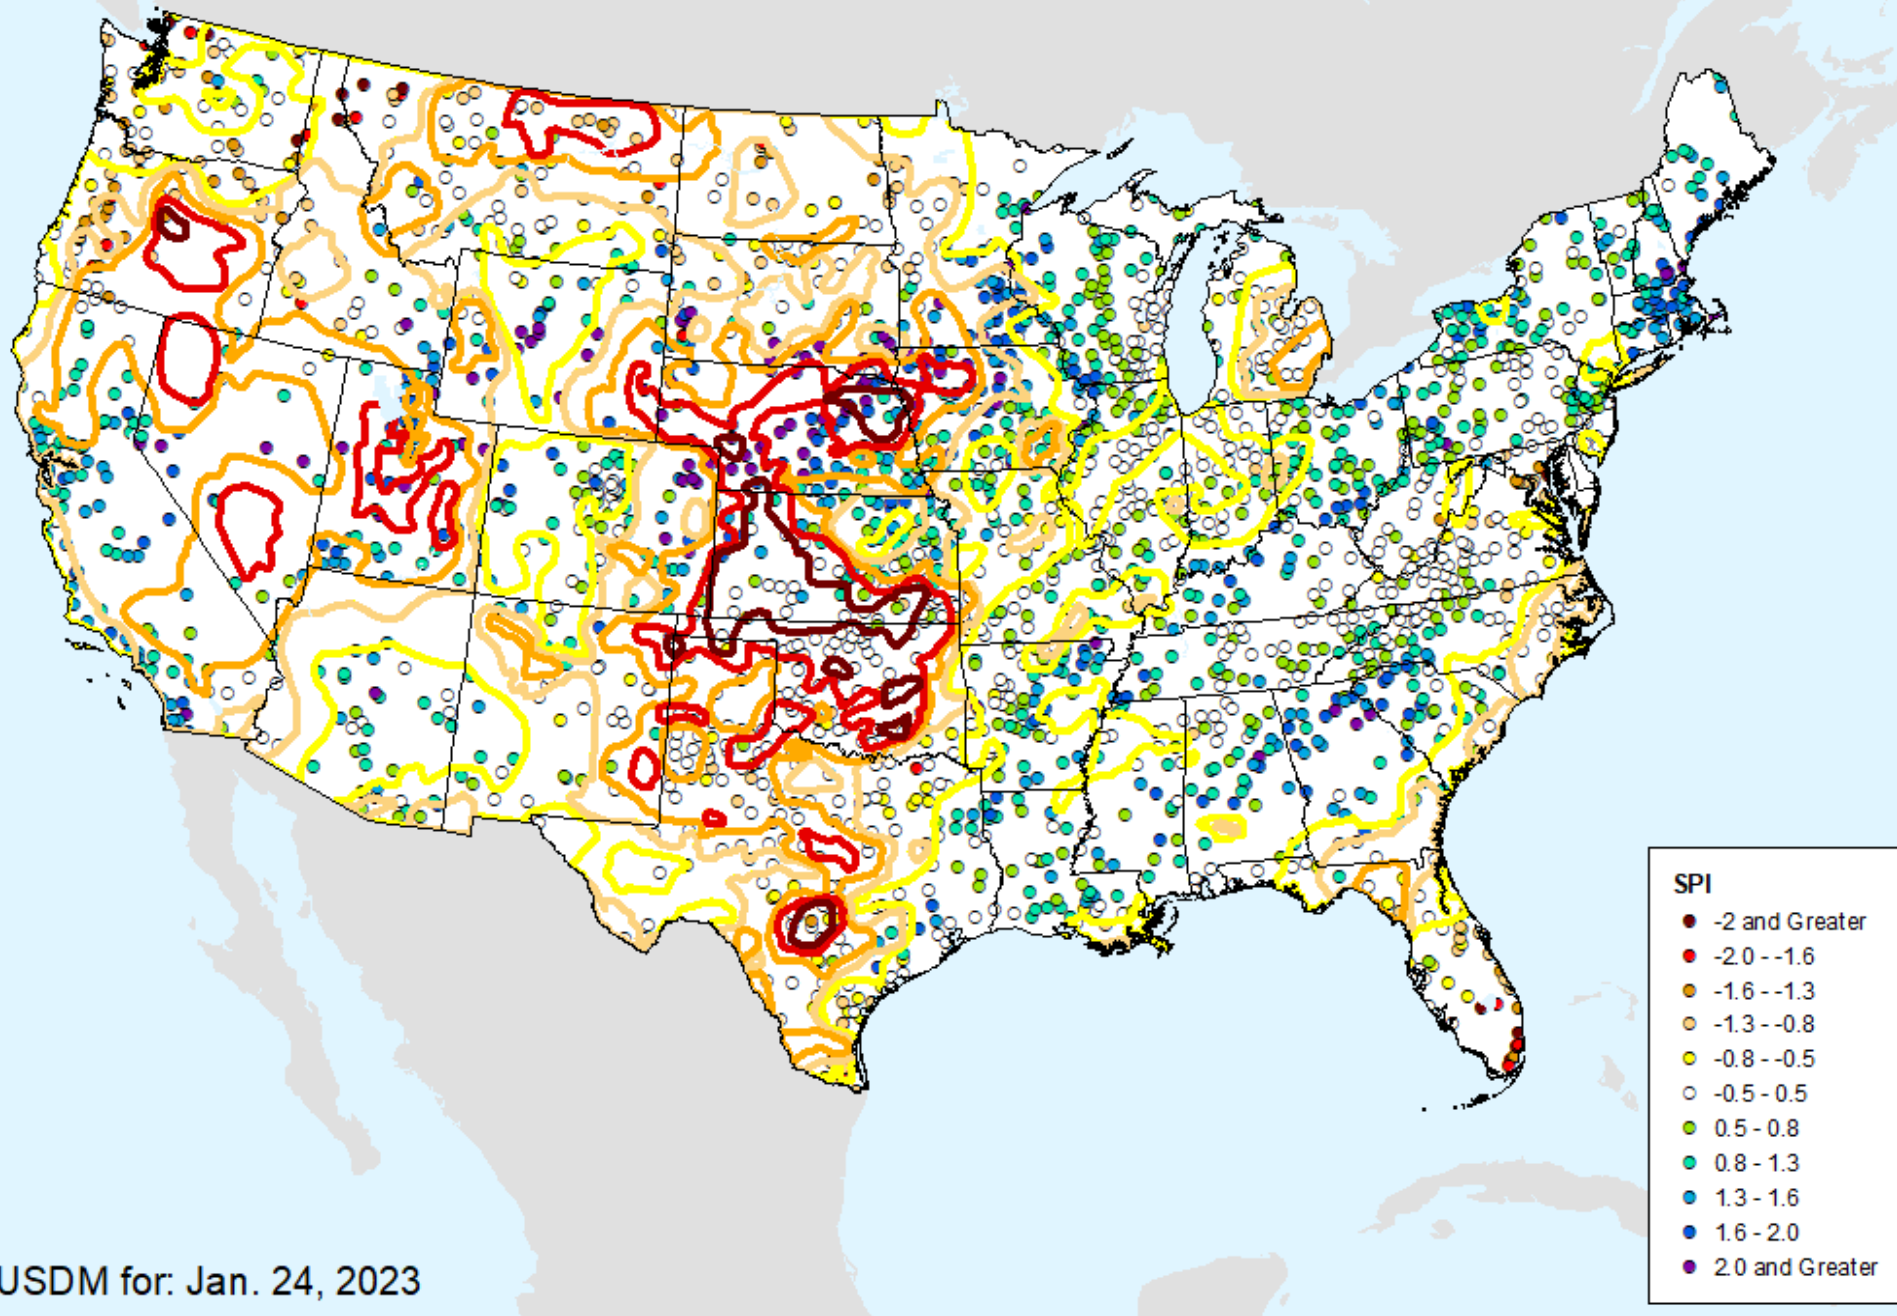 SPI
-2 and Greater
-2.0 - -1.6
-1.6 - -1.3
-1.3 - -0.8
-0.8 - -0.5
-0.5 - 0.5
0.5 - 0.8
0.8 - 1.3
1.3 - 1.6
1.6 - 2.0
2.0 and Greater
USDM for: Jan. 24, 2023